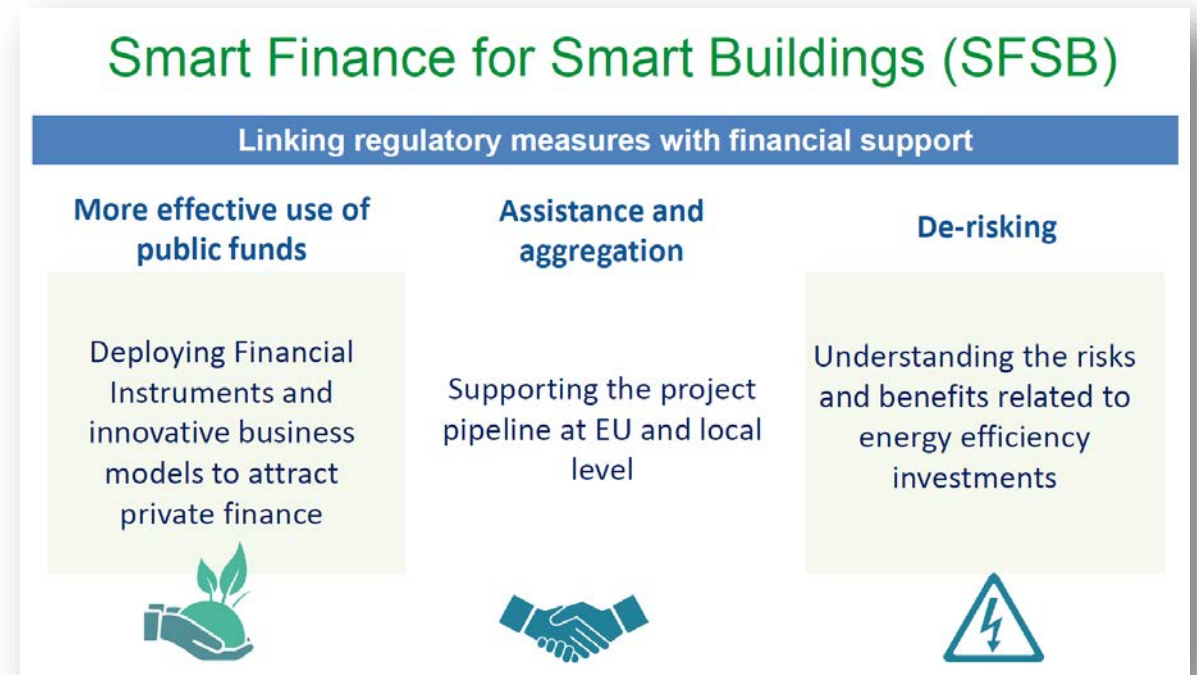 Smart Finance for Smart Buildings (SFSB)
Linking regulatory measures with financial support
More effective use of
public funds
Deploying Financial
Instruments and
innovative business
models to attract
private finance
Assistance and
aggregation
Supporting the project
pipeline at EU and local
level
De-risking
Understanding the risks
and benefits related to
energy efficiency
investments